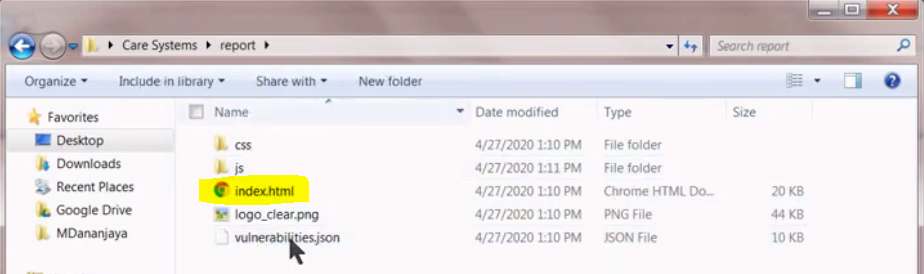 Care Systems report Search report
Organize Include in library Share with New folder
Favorites
Desktop
Downloads
Recent Places
Google Drive
MDananjaya
Name Date modified Type Size
css 4/27/2020 1:10 PM File folder
js 4/27/2020 1:11 PM File folder
index.html 4/27/2020 1:10 PM Chrome HTML Do... 20 KB
logo_clear.png 4/27/2020 1:10 PM PNG File 44 KB
vulnerabilities.json 4/27/2020 1:10 PM JSON File 10 KB